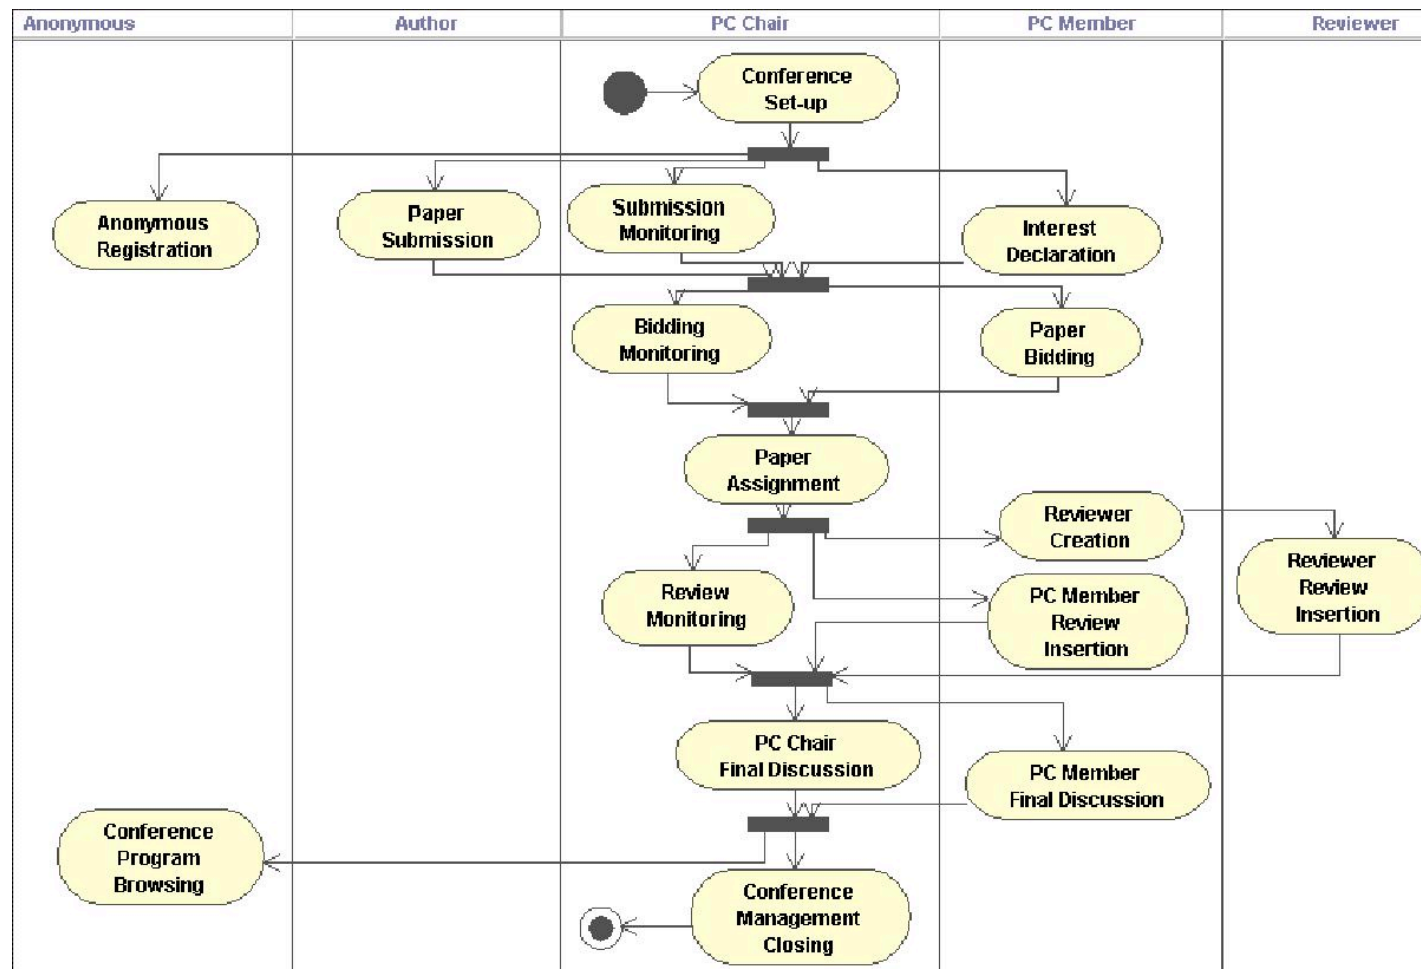 Anonymous
Author
PC Chair
PC Member
Reviewer
Conference
Set-up
Anonymous
Registration
Paper
Submission
Submission
Monitoring
Interest
Declaration
Bidding
Monitoring
Paper
Bidding
Paper
Assignment
Reviewer
Creation
Reviewer
Review
Insertion
Review
Monitoring
PC Member
Review
Insertion
PC Chair
Final Discussion
PC Member
Final Discussion
Conference
Program
Browsing
Conference
Management
Closing